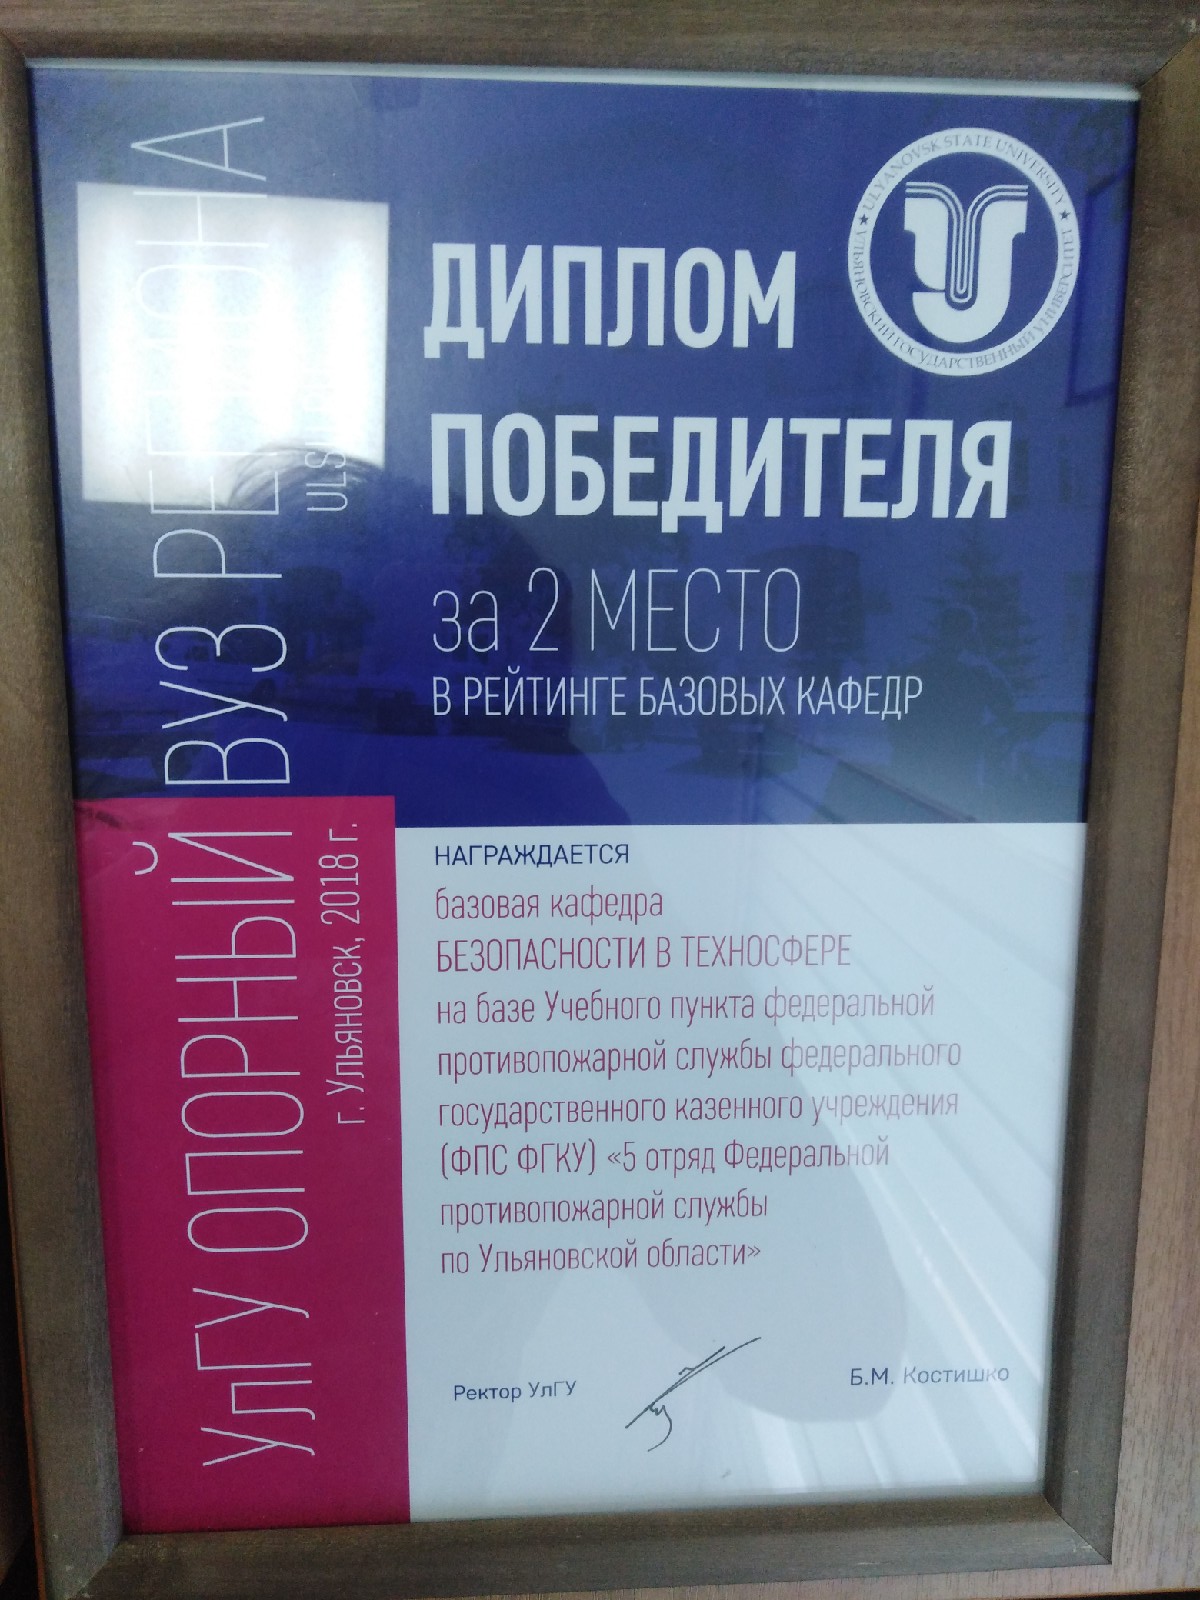 ULYANOVSK STATE UNIVERSITY
УЛЬЯНОВСКИЙ ГОСУДАРСТВЕННЫЙ УНИВЕРСИТЕТ
ДИПЛОМ
ПОБЕДИТЕЛЯ
за 2 МЕСТО
В РЕЙТИНГЕ БАЗОВЫХ КАФЕДР
УлГУ ОПОРНЫЙ ВУЗ РЕГИОНА
г. Ульяновск, 2018 г.
НАГРАЖДАЕТСЯ
базовая кафедра
БЕЗОПАСНОСТИ В ТЕХНОСФЕРЕ
на базе Учебного пункта федеральной
противопожарной службы федерального
государственного казенного учреждения
(ФПС ФГКУ) «5 отряд Федеральной
противопожарной службы
по Ульяновской области»
Ректор УлГУ
Б.М. Костишко